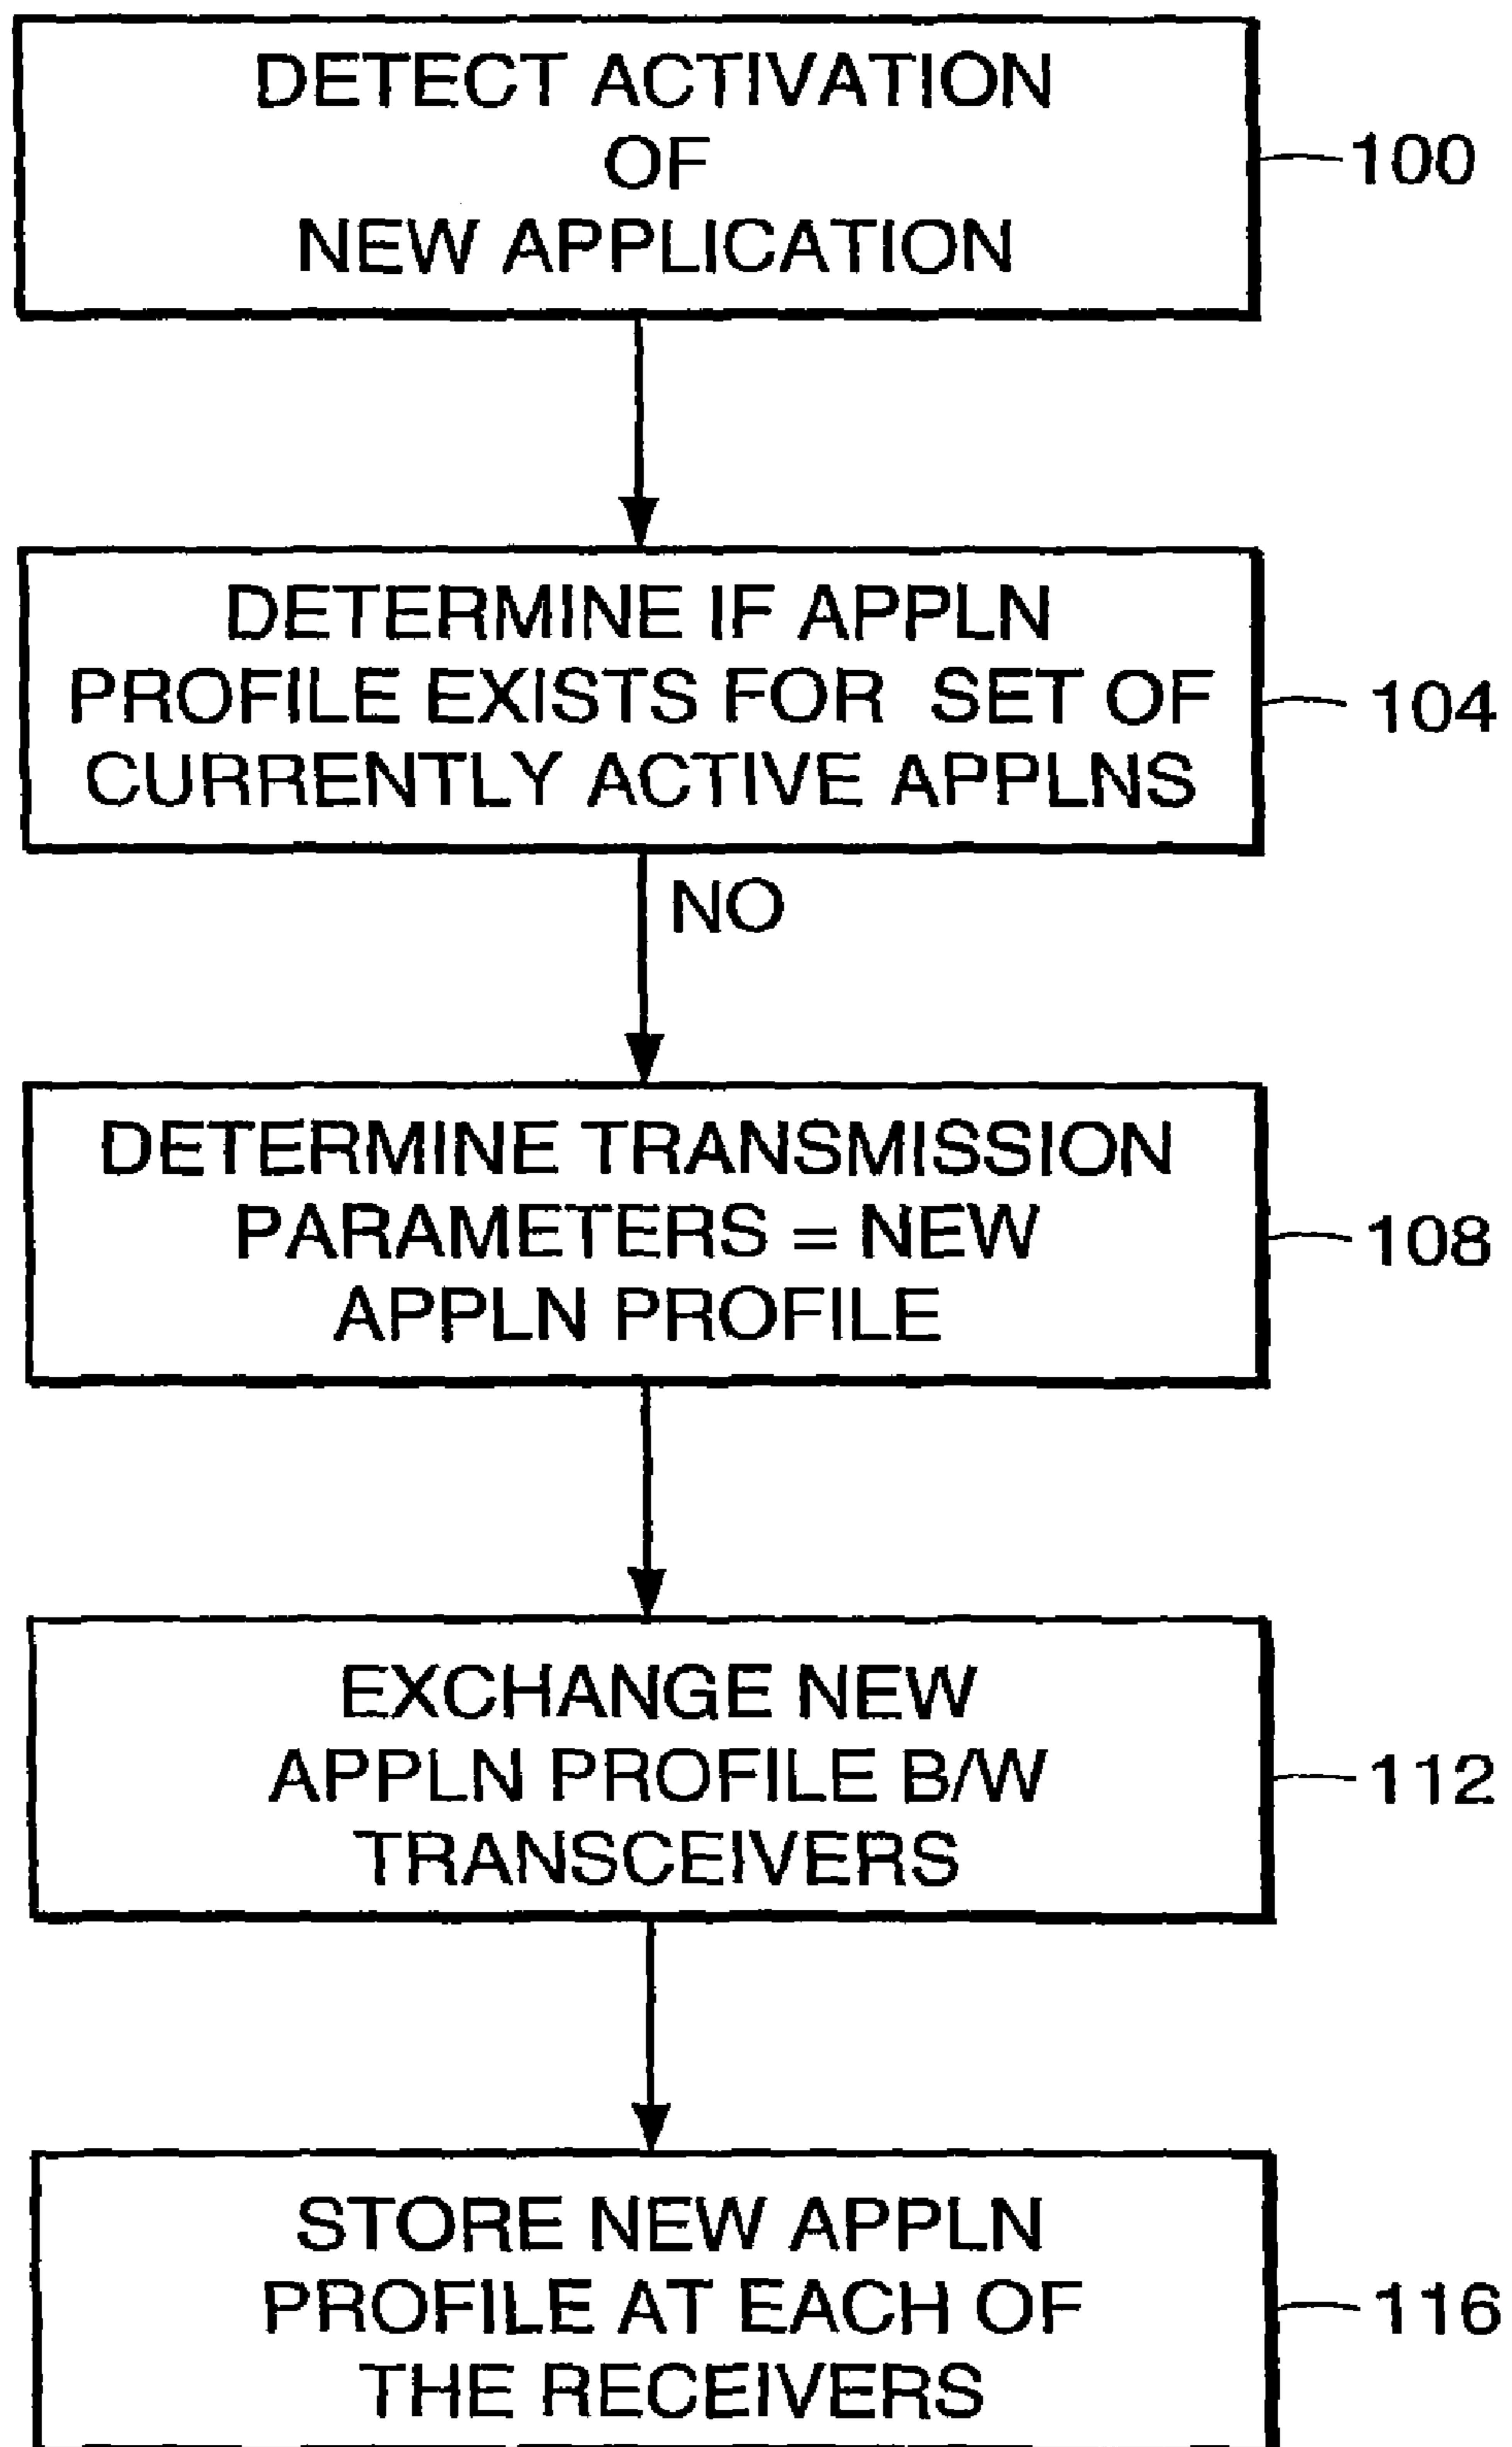 DETECT ACTIVATION
OF
NEW APPLICATION
100
DETERMINE IF APPLN
PROFILE EXISTS FOR SET OF
CURRENTLY ACTIVE APPLNS
104
NO
DETERMINE TRANSMISSION
PARAMETERS = NEW
APPLN PROFILE
108
EXCHANGE NEW
APPLN PROFILE B/W
TRANSCEIVERS
112
STORE NEW APPLN
PROFILE AT EACH OF
THE RECEIVERS
116